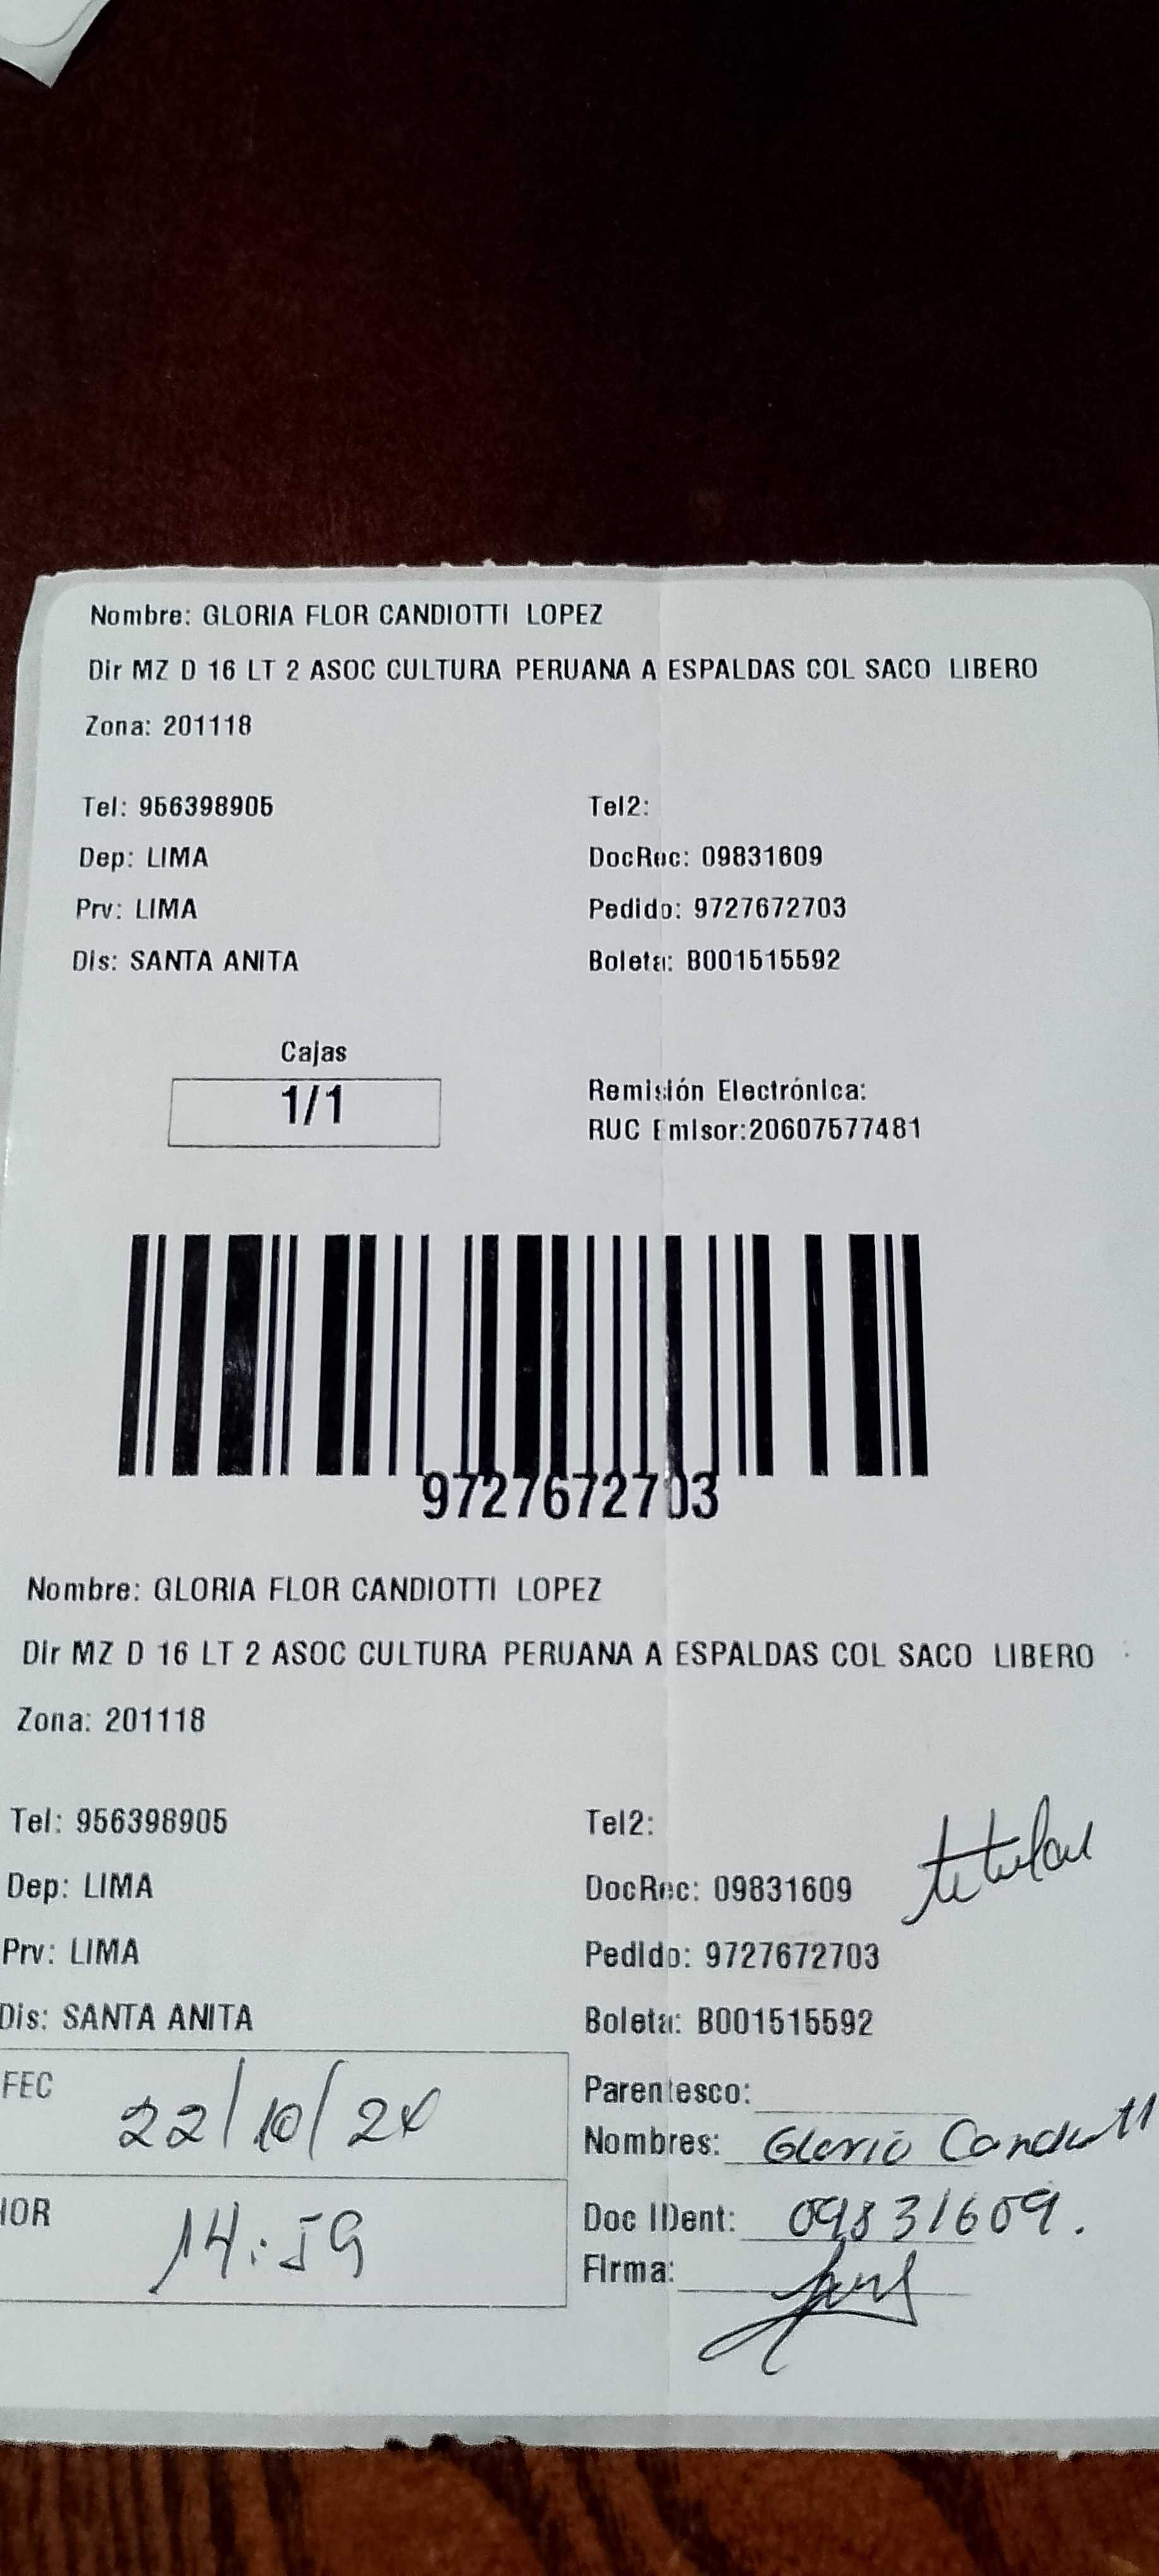 Nombre: GLORIA FLOR CANDIOTTI LOPEZ
Dir MZ D 16 LT 2 ASOC CULTURA PERUANA A ESPALDAS COL SACO LIBERO
Zona: 201118
Tel: 956398905 Tel2:
Dep: LIMA DocRec: 09831609
Prv: LIMA Pedido: 9727672703
Dis: SANTA ANITA Boleta: B001515592
Cajas
1/1
Remisión Electrónica:
RUC Emisor:20607577481
9727672703
Nombre: GLORIA FLOR CANDIOTTI LOPEZ
Dir MZ D 16 LT 2 ASOC CULTURA PERUANA A ESPALDAS COL SACO LIBERO
Zona: 201118
Tel: 956398905 Tel2:
titular
Dep: LIMA DocRec: 09831609
Prv: LIMA Pedido: 9727672703
Dis: SANTA ANITA Boleta: B001515592
FEC 22/10/24
Parentesco:
Nombres: Gloria Candiotti
HOR 14:59
Doc IDent: 09831609.
Firma: